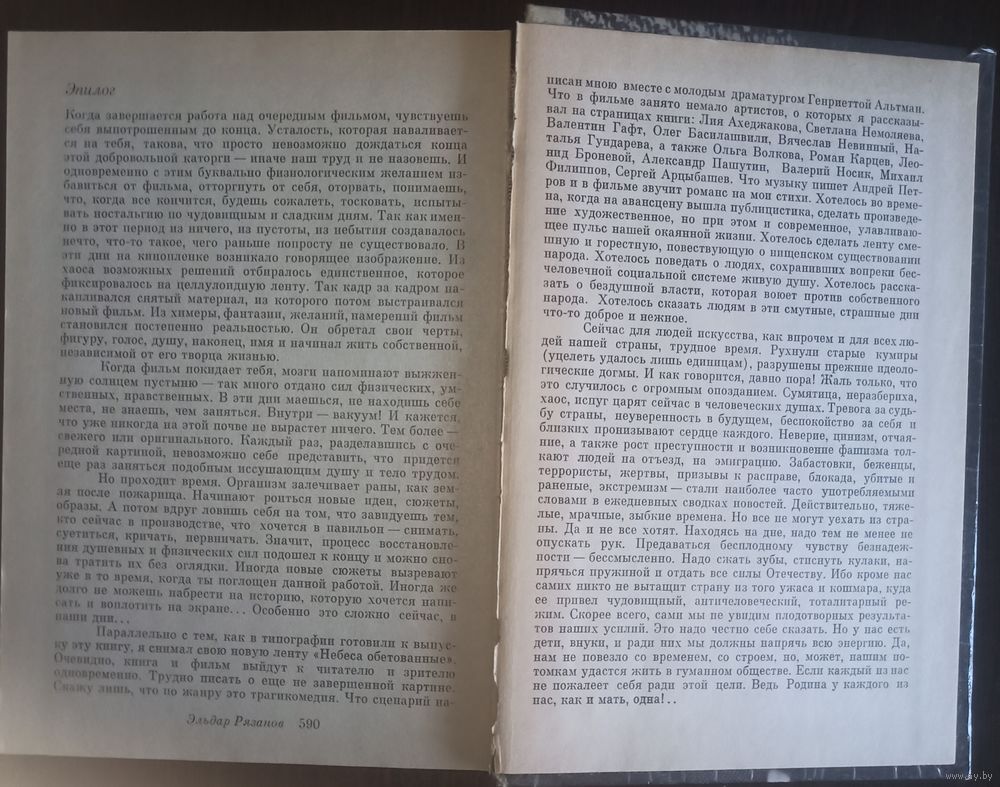 Эпилог
Когда завершается работа над очередным фильмом, чувствуешь
себя выпотрошенным до конца. Усталость, которая наваливает-
ся на тебя, такова, что просто невозможно дождаться конца
этой добровольной каторги — иначе наш труд и не назовешь. И
одновременно с этим буквально физиологическим желанием из-
бавиться от фильма, отторгнуть от себя, оторвать, понимаешь,
что, когда все кончится, будешь сожалеть, тосковать, испыты-
вать ностальгию по чудовищным и сладким дням. Так как имен-
но в этот период из ничего, из пустоты, из небытия создавалось
нечто, что-то такое, чего раньше попросту не существовало. В
эти дни на кинопленке возникало говорящее изображение. Из
хаоса возможных решений отбиралось единственное, которое
фиксировалось на целлулоидную ленту. Так кадр за кадром на-
капливался снятый материал, из которого потом выстраивался
новый фильм. Из химеры, фантазии, желаний, намерений фильм
становился постепенно реальностью. Он обретал свои черты,
фигуру, голос, душу, наконец, имя и начинал жить собственной,
независимой от его творца жизнью.
Когда фильм покидает тебя, мозги напоминают выжжен-
ную солнцем пустыню — так много отдано сил физических, ум-
ственных, нравственных. В эти дни маешься, не находишь себе
места, не знаешь, чем заняться. Внутри — вакуум! И кажется,
что уже никогда на этой почве не вырастет ничего. Тем более —
свежего или оригинального. Каждый раз, разделавшись с оче-
редной картиной, невозможно себе представить, что придется
еще раз заняться подобным иссушающим душу и тело трудом.
Но проходит время. Организм залечивает раны, как зем-
ля после пожарища. Начинают роиться новые идеи, сюжеты,
образы. А потом вдруг ловишь себя на том, что завидуешь тем,
кто сейчас в производстве, что хочется в павильон — снимать,
суетиться, кричать, нервничать. Значит, процесс восстановле-
ния душевных и физических сил подошел к концу и можно сно-
ва тратить их без оглядки. Иногда новые сюжеты вызревают
уже в то время, когда ты поглощен данной работой. Иногда же
долго не можешь набрести на историю, которую хочется напи-
сать и воплотить на экране... Особенно это сложно сейчас, в
наши дни...
Параллельно с тем, как в типографии готовили к выпус-
ку эту книгу, я снимал свою новую ленту «Небеса обетованные».
Очевидно, книга и фильм выйдут к читателю и зрителю
одновременно. Трудно писать о еще не завершенной картине.
Скажу лишь, что по жанру это трагикомедия. Что сценарий на-
Эльдар Рязанов 590
писан мною вместе с молодым драматургом Генриеттой Альтман.
Что в фильме занято немало артистов, о которых я рассказы-
вал на страницах книги: Лия Ахеджакова, Светлана Немоляева,
Валентин Гафт, Олег Басилашвили, Вячеслав Невинный, На-
талья Гундарева, а также Ольга Волкова, Роман Карцев, Лео-
нид Броневой, Александр Пашутин, Валерий Носик, Михаил
Филиппов, Сергей Арцыбашев. Что музыку пишет Андрей Пет-
ров и в фильме звучит романс на мои стихи. Хотелось во време-
на, когда на авансцену вышла публицистика, сделать произведе-
ние художественное, но при этом и современное, улавливаю-
щее пульс нашей окаянной жизни. Хотелось сделать ленту сме-
шную и горестную, повествующую о нищенском существовании
народа. Хотелось поведать о людях, сохранивших вопреки бес-
человечной социальной системе живую душу. Хотелось расска-
зать о бездушной власти, которая воюет против собственного
народа. Хотелось сказать людям в эти смутные, страшные дни
что-то доброе и нежное.
Сейчас для людей искусства, как впрочем и для всех лю-
дей нашей страны, трудное время. Рухнули старые кумиры
(уцелеть удалось лишь единицам), разрушены прежние идеоло-
гические догмы. И как говорится, давно пора! Жаль только, что
это случилось с огромным опозданием. Сумятица, неразбериха,
хаос, испуг царят сейчас в человеческих душах. Тревога за судь-
бу страны, неуверенность в будущем, беспокойство за себя и
близких пронизывают сердце каждого. Неверие, цинизм, отчая-
ние, а также рост преступности и возникновение фашизма тол-
кают людей на отъезд, на эмиграцию. Забастовки, беженцы,
террористы, жертвы, призывы к расправе, блокада, убитые и
раненые, экстремизм — стали наиболее часто употребляемыми
словами в ежедневных сводках новостей. Действительно, тяже-
лые, мрачные, зыбкие времена. Но все не могут уехать из стра-
ны. Да и не все хотят. Находясь на дне, надо тем не менее не
опускать рук. Предаваться бесплодному чувству безнадеж-
ности — бессмысленно. Надо сжать зубы, стиснуть кулаки, на-
прячься пружиной и отдать все силы Отечеству. Ибо кроме нас
самих никто не вытащит страну из того ужаса и кошмара, куда
ее привел чудовищный, античеловеческий, тоталитарный ре-
жим. Скорее всего, сами мы не увидим плодотворных результа-
тов наших усилий. Это надо честно себе сказать. Но у нас есть
дети, внуки, и ради них мы должны напрячь всю энергию. Да,
нам не повезло со временем, со строем, но, может, нашим по-
томкам удастся жить в гуманном обществе. Если каждый из нас
не пожалеет себя ради этой цели. Ведь Родина у каждого из
нас, как и мать, одна!..
www.ay.by